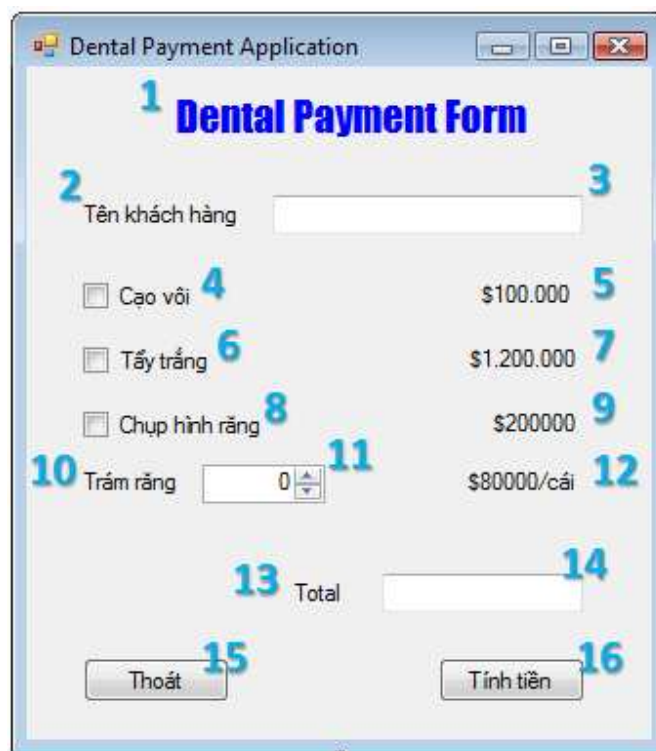 Dental Payment Application
1 Dental Payment Form
2 Tên khách hàng 3
Cạo vôi 4 $100.000 5
Tẩy trắng 6 $1.200.000 7
Chụp hình răng 8 $200000 9
10 Trám răng 0 11 $80000/cái 12
13 Total 14
Thoát 15 Tính tiền 16